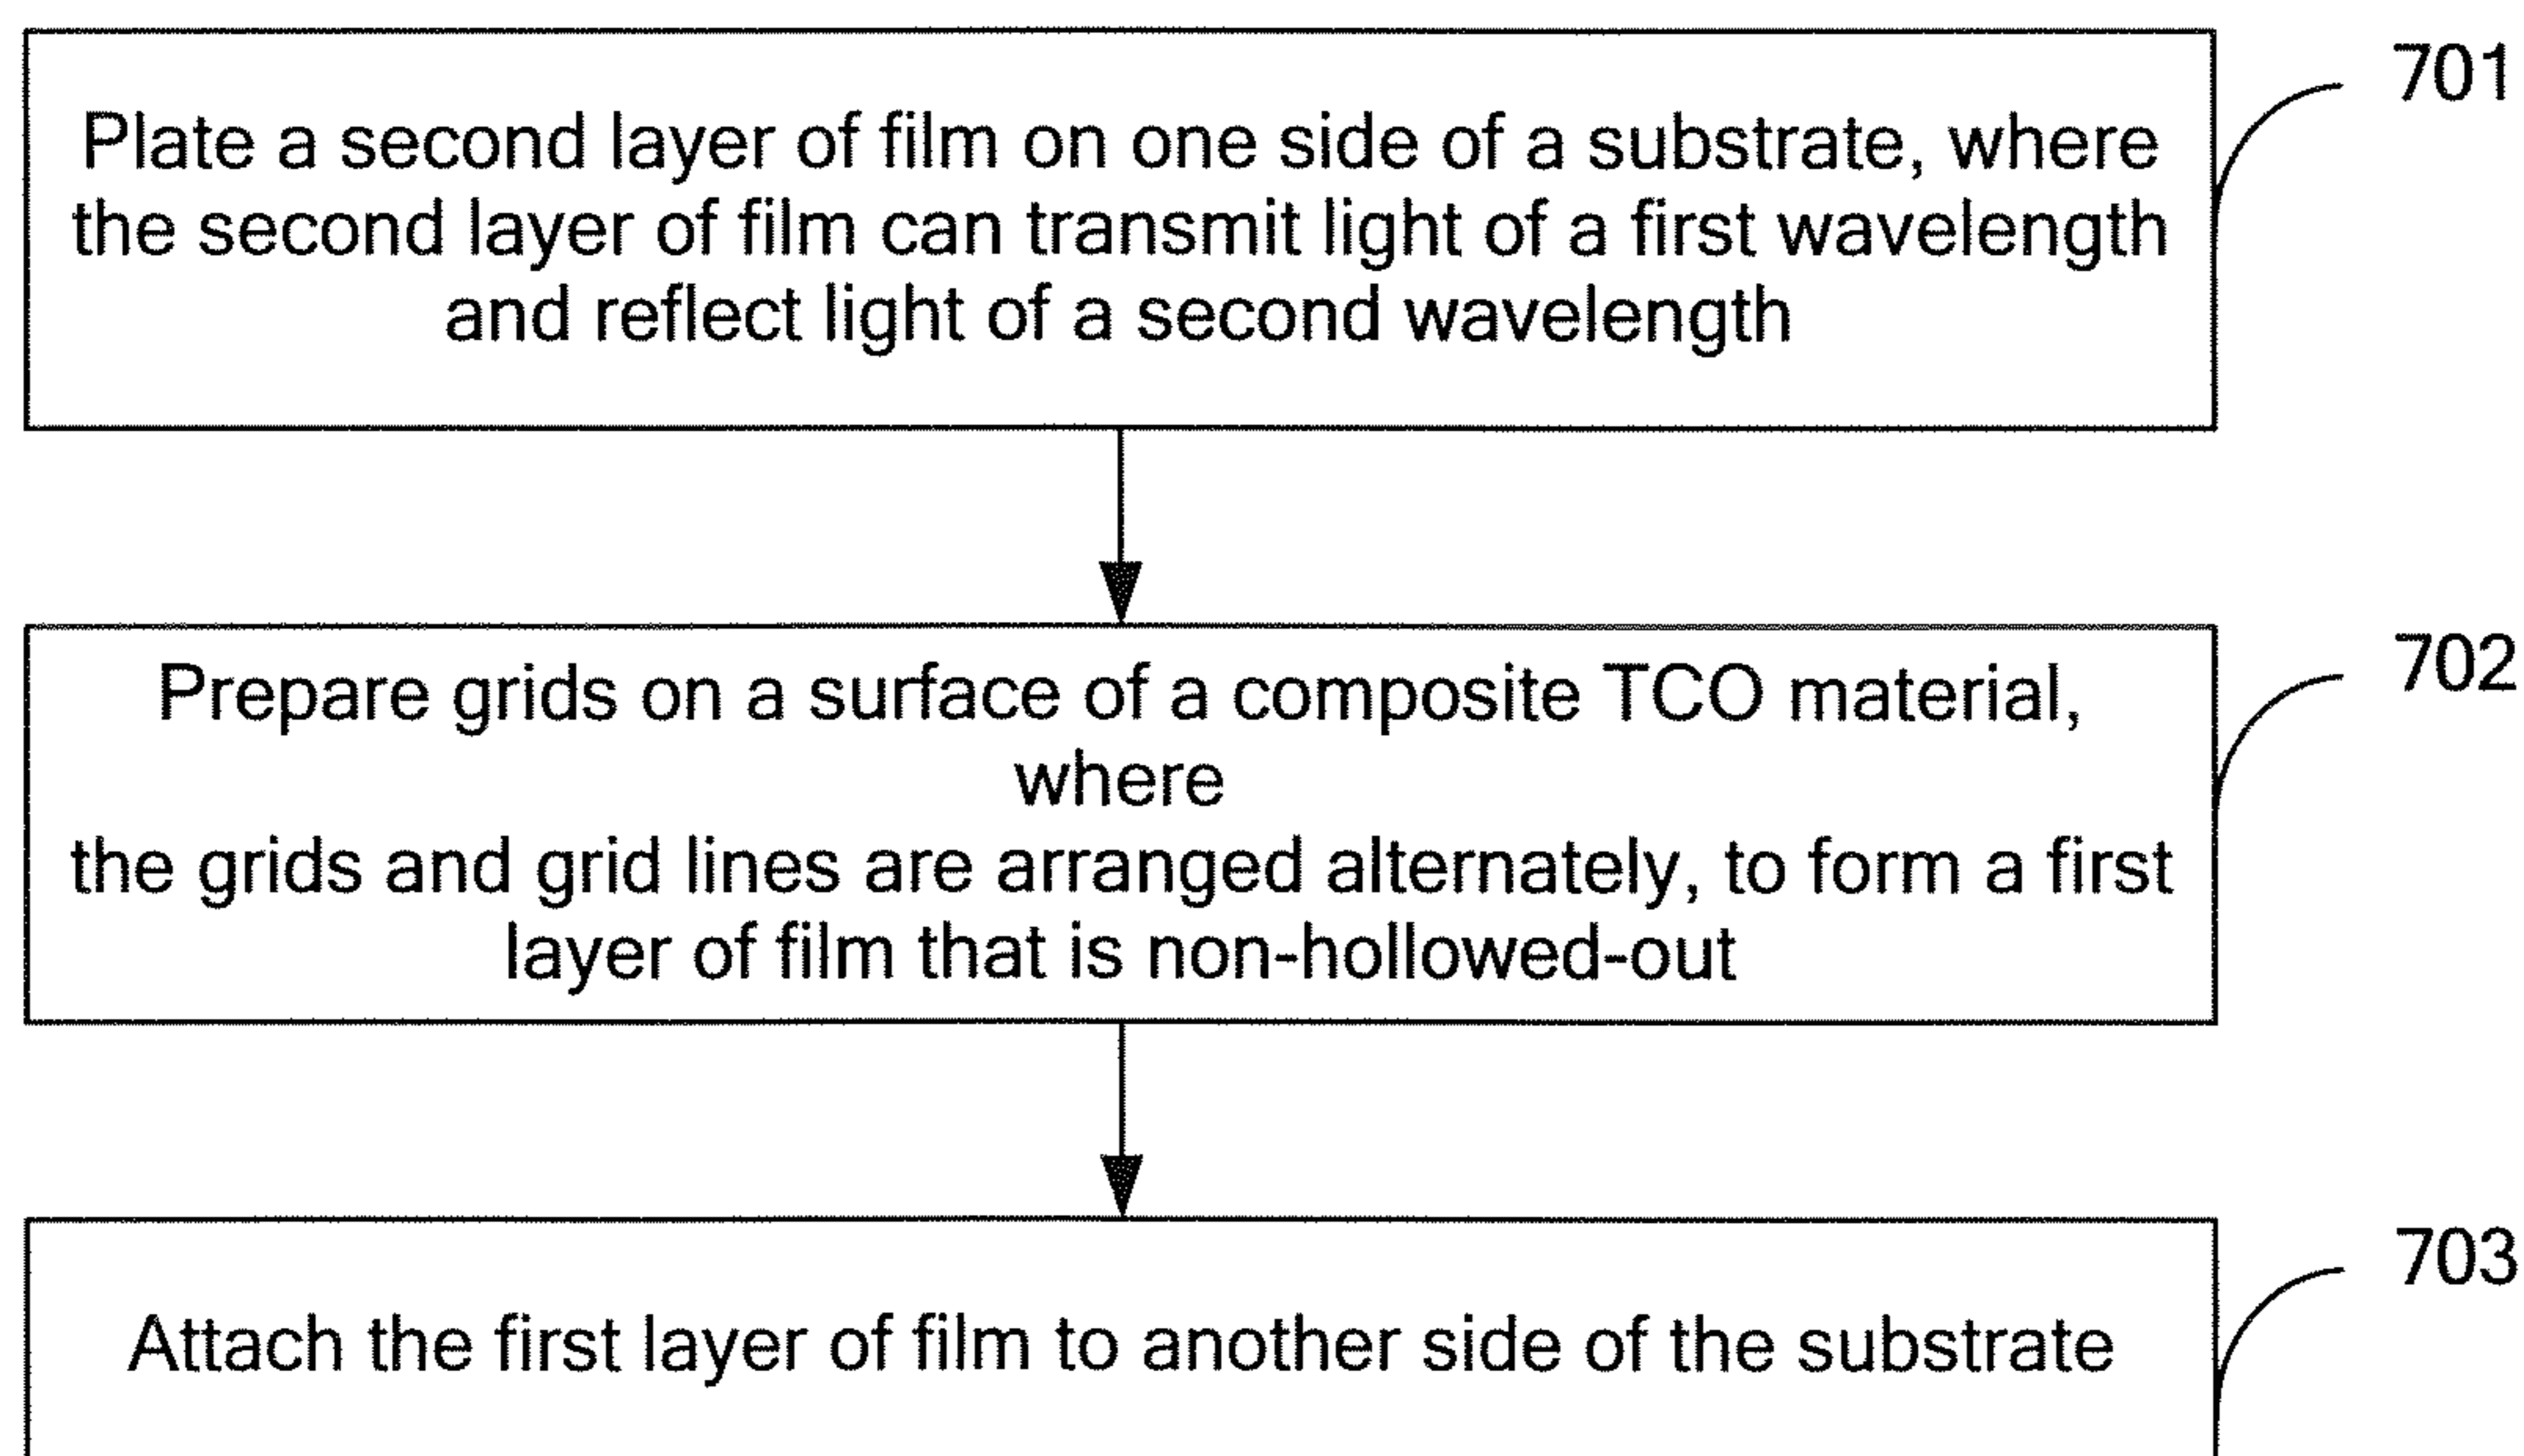 701
Plate a second layer of film on one side of a substrate, where
the second layer of film can transmit light of a first wavelength
and reflect light of a second wavelength
702
Prepare grids on a surface of a composite TCO material,
where
the grids and grid lines are arranged alternately, to form a first
layer of film that is non-hollowed-out
703
Attach the first layer of film to another side of the substrate